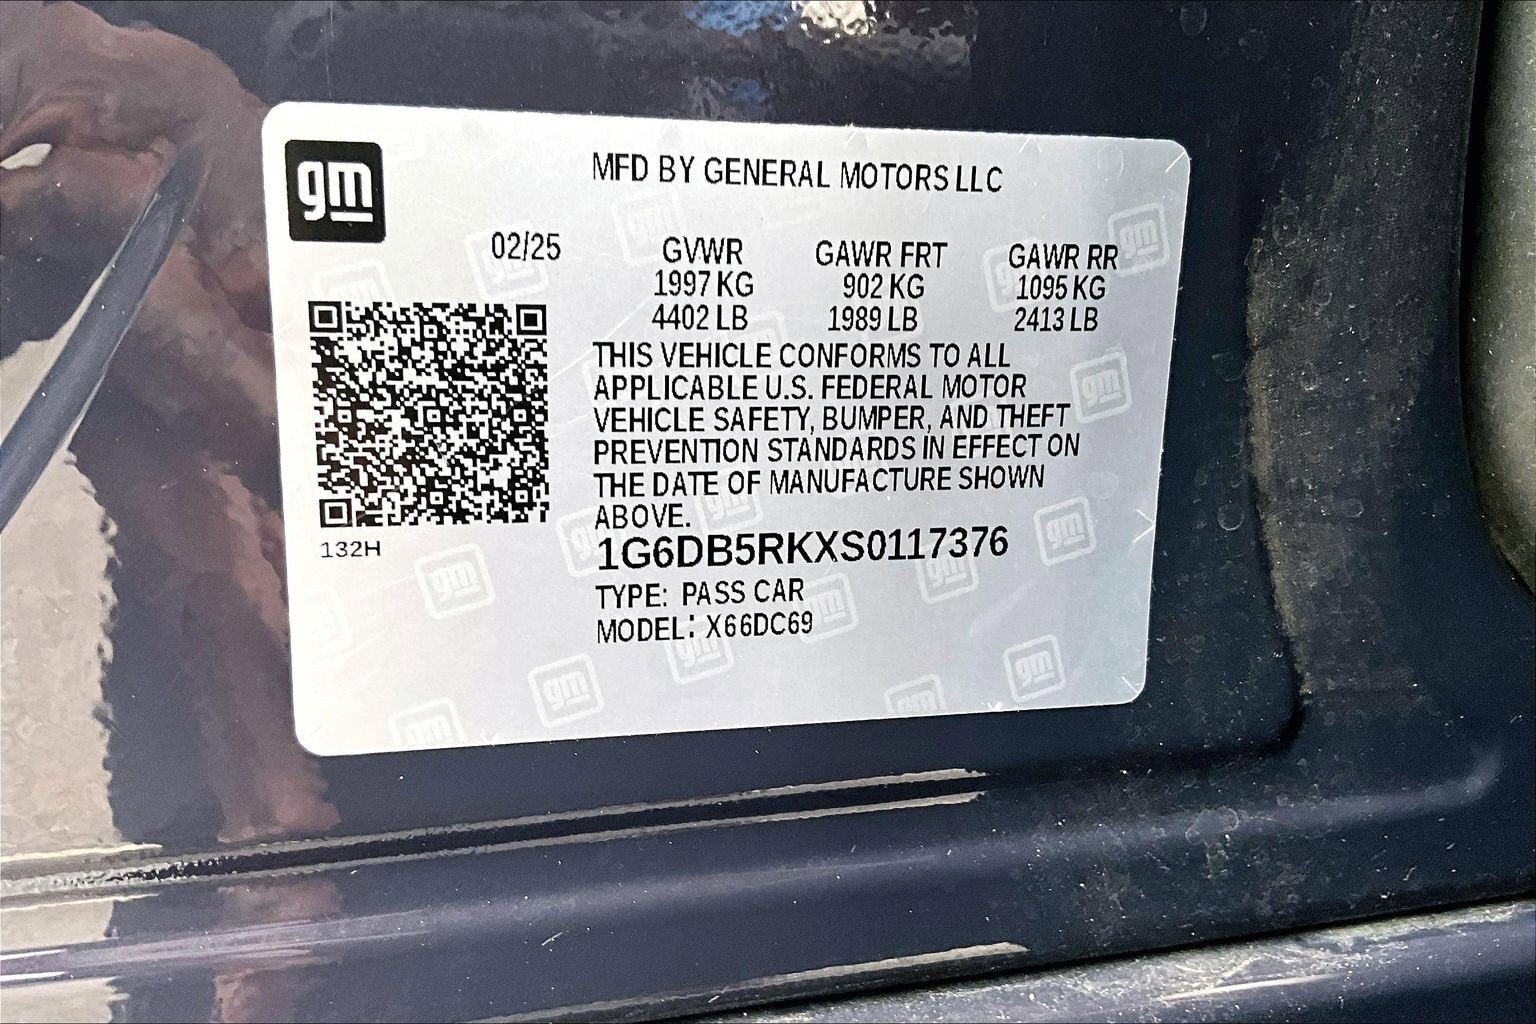 gm
MFD BY GENERAL MOTORS LLC
02/25 GVWR GAWR FRT GAWR RR
1997 KG 902 KG 1095 KG
4402 LB 1989 LB 2413 LB
THIS VEHICLE CONFORMS TO ALL
APPLICABLE U.S. FEDERAL MOTOR
VEHICLE SAFETY, BUMPER, AND THEFT
PREVENTION STANDARDS IN EFFECT ON
THE DATE OF MANUFACTURE SHOWN
ABOVE.
132H
1G6DB5RKXS0117376
TYPE: PASS CAR
MODEL: X66DC69